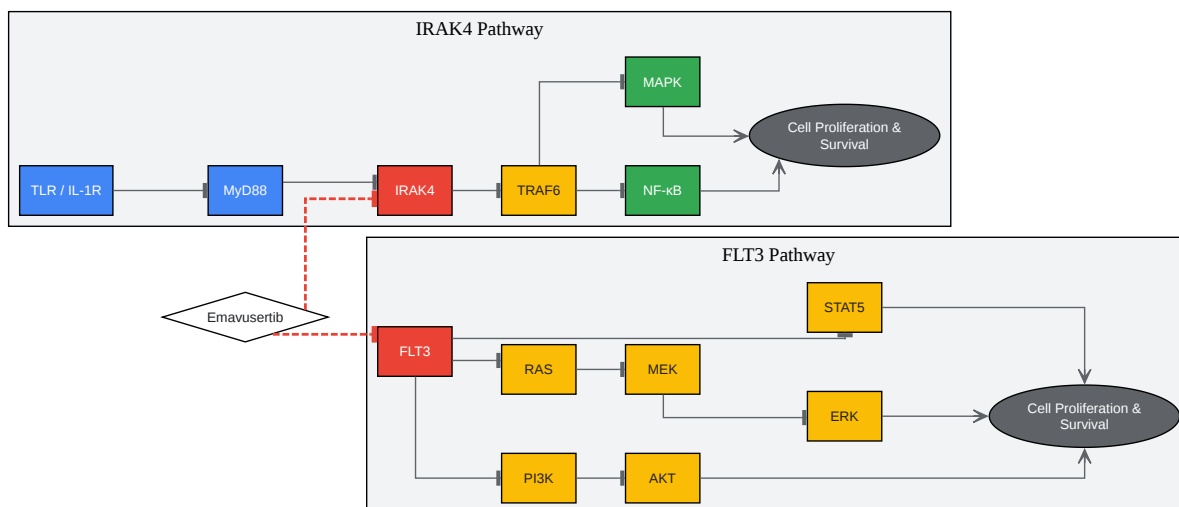 IRAK4 Pathway
MAPK
Cell Proliferation &
Survival
TLR / IL-1R
MyD88
IRAK4
TRAF6
NF-κB
FLT3 Pathway
STAT5
Emavusertib
FLT3
RAS
MEK
Cell Proliferation &
Survival
ERK
PI3K
AKT